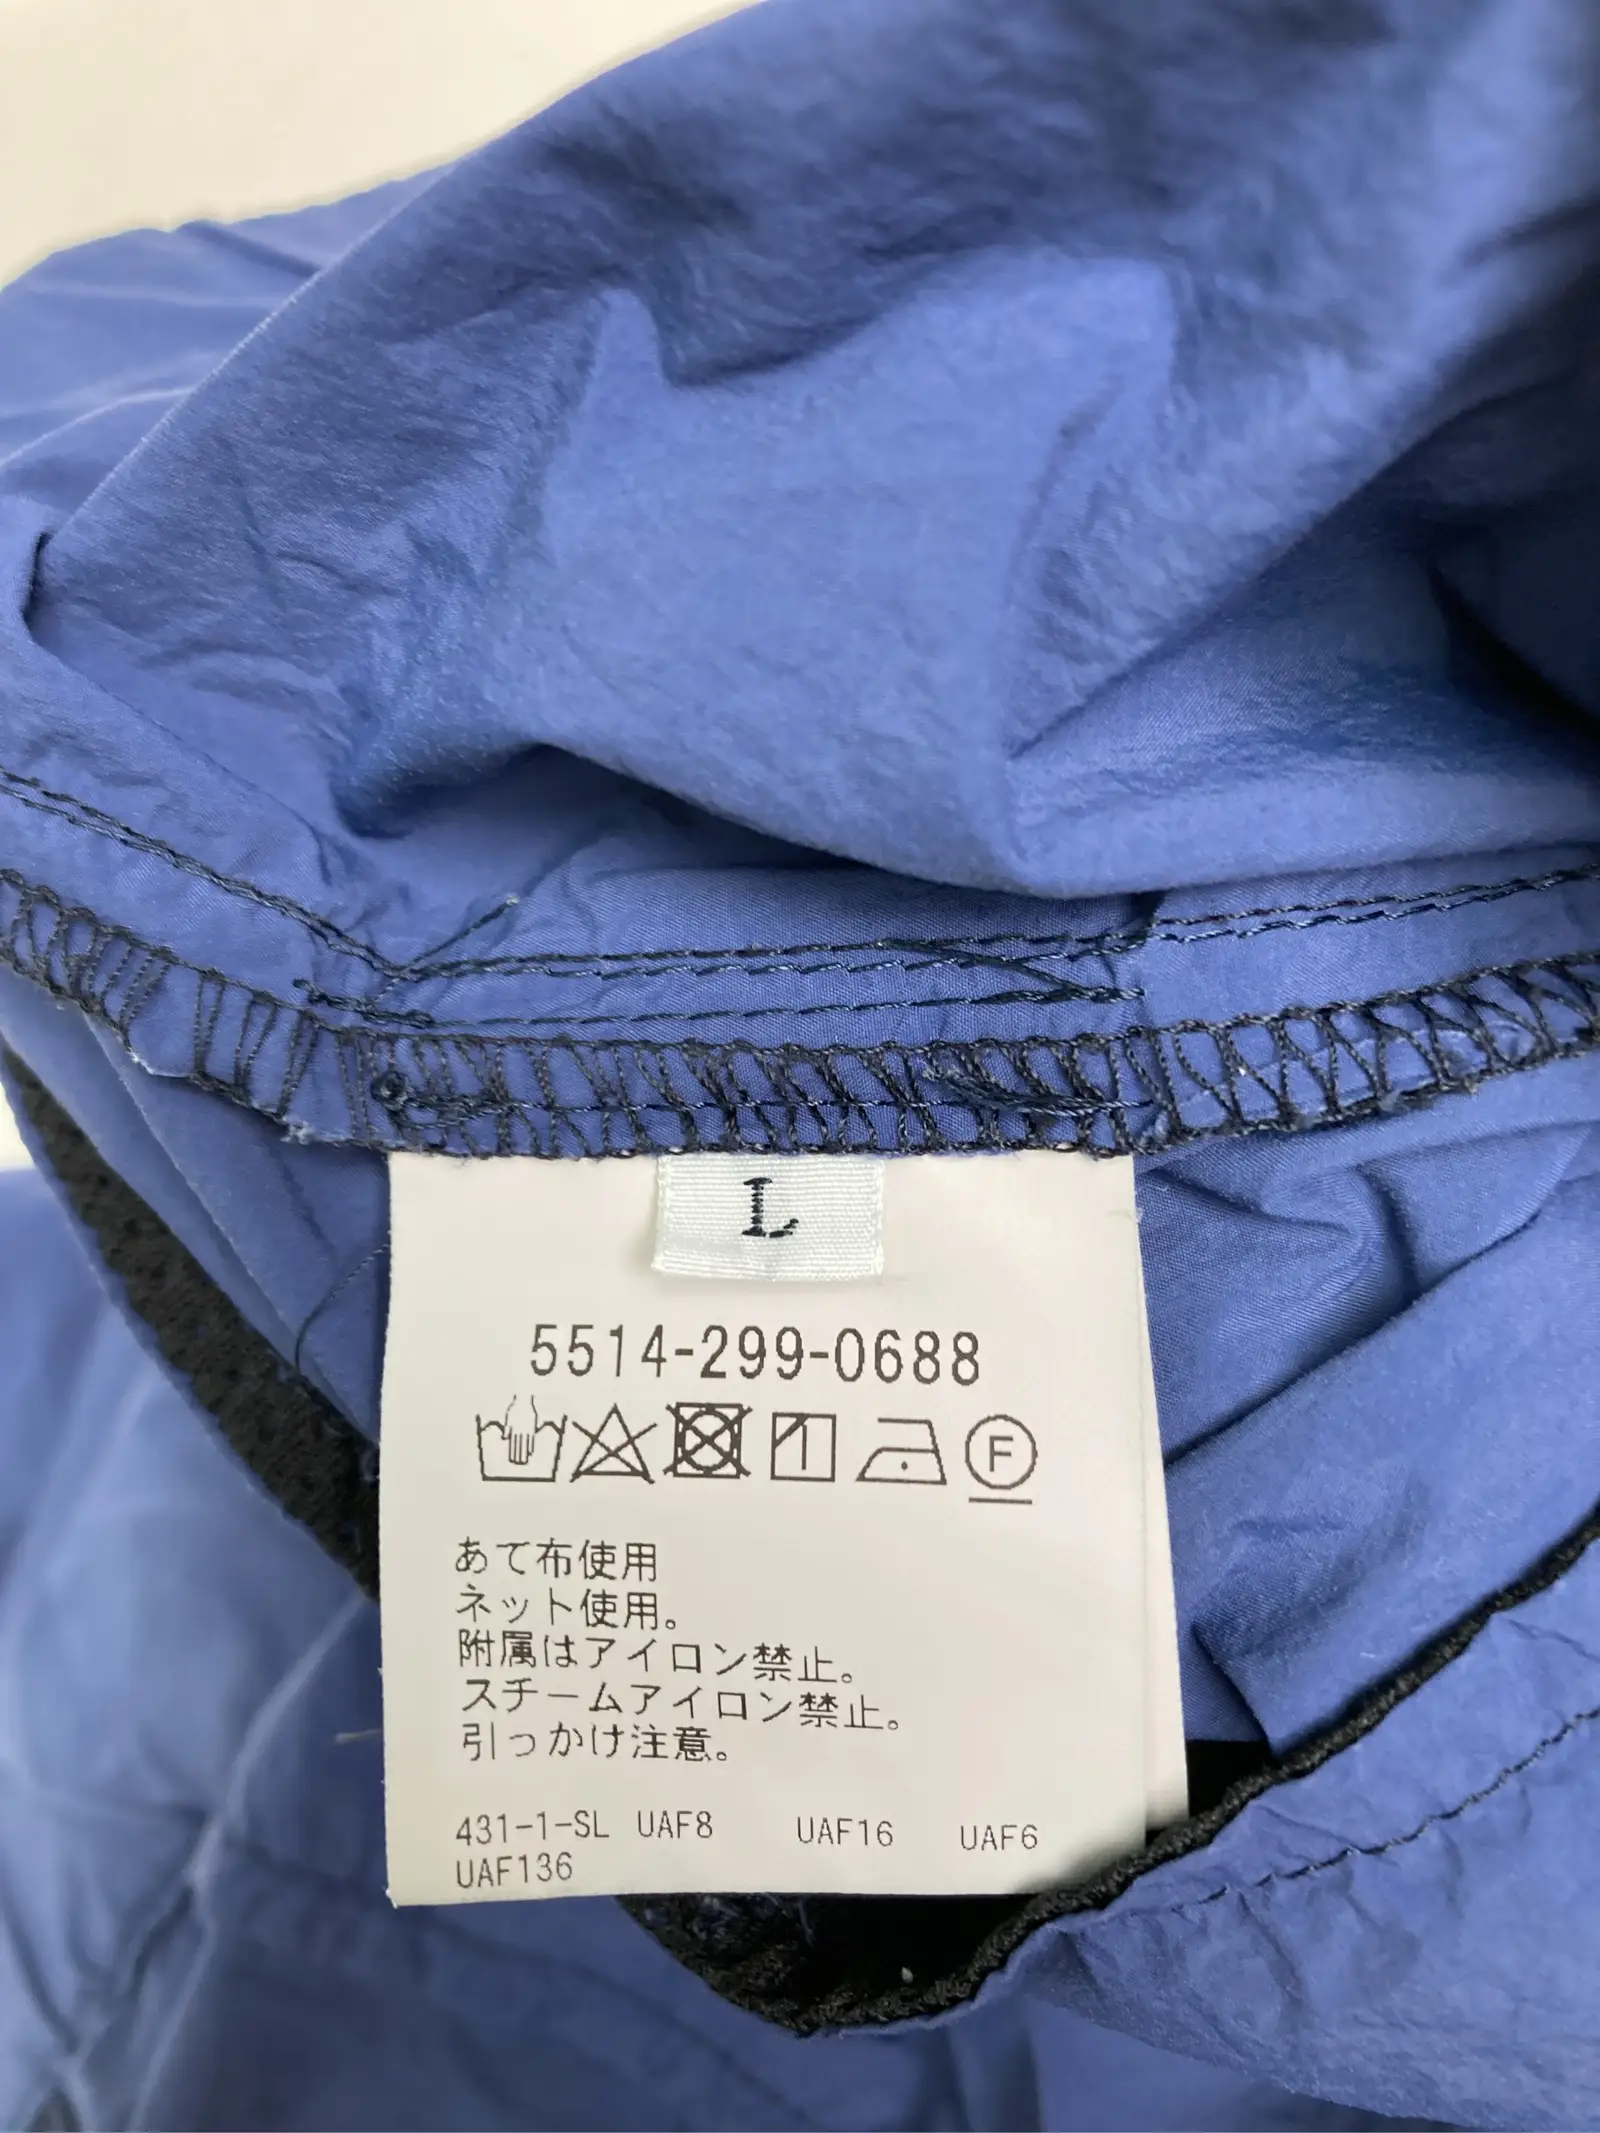 L
5514-299-0688
F
あて布使用
ネット使用。
附属はアイロン禁止。
スチームアイロン禁止。
引っかけ注意。
431-1-SL UAF8 UAF16 UAF6
UAF136